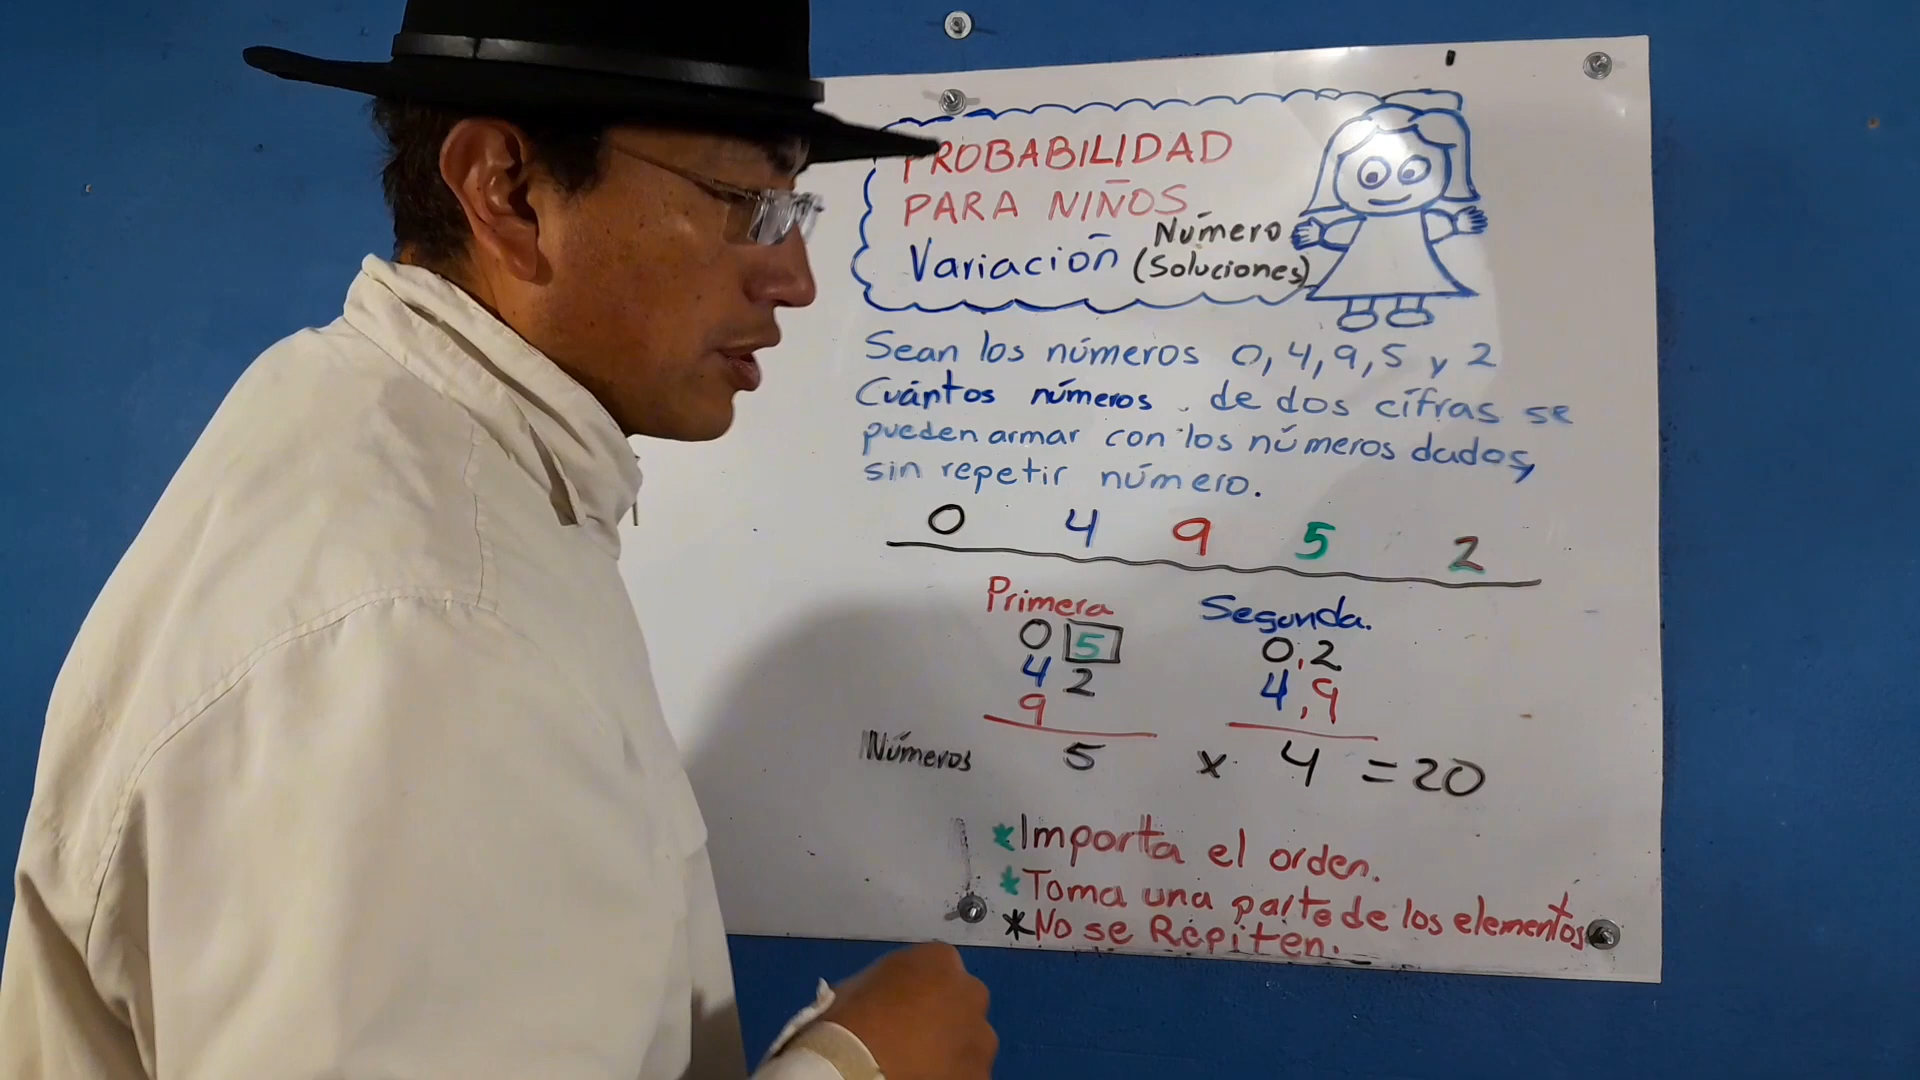 PROBABILIDAD
PARA NIÑOS
Variación Número
(Soluciones)
Sean los números 0, 4, 9, 5 y 2
Cuántos números de dos cifras se
pueden armar con los números dados,
sin repetir número.
0 4 9 5 2
Primera Segunda.
0 5 0,2
4 2 4,9
9
Números 5 x 4 = 20
*Importa el orden.
*Toma una parte de los elementos
*No se Repiten.